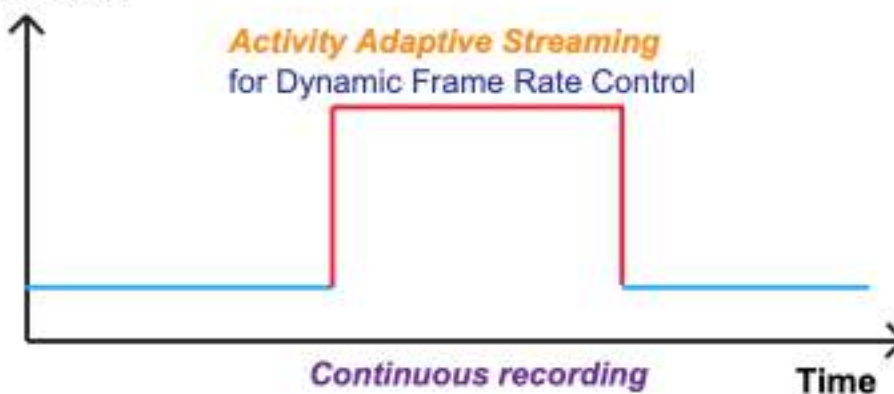 Activity Adaptive Streaming
for Dynamic Frame Rate Control
Continuous recording
Time